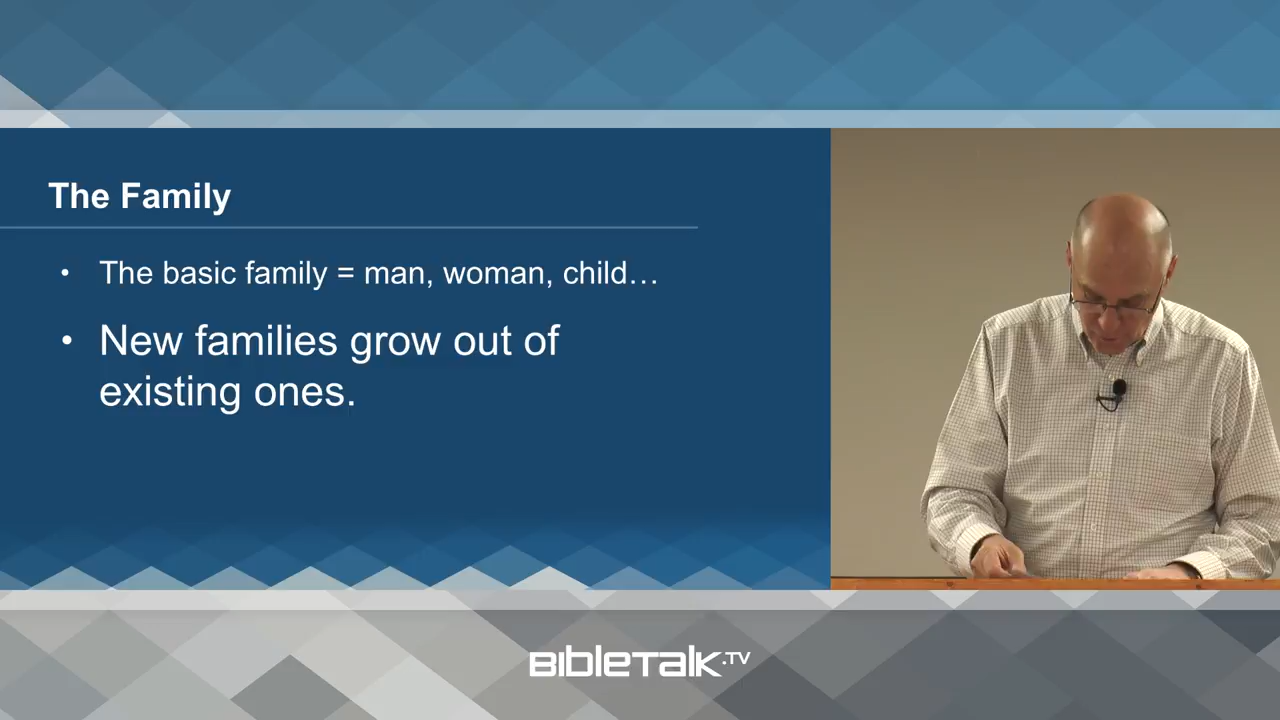 The Family
• The basic family = man, woman, child…
• New families grow out of
existing ones.
BIBLETALK.TV